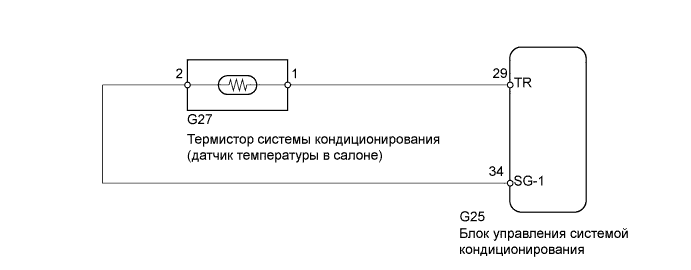 2
1
29
TR
G27
Термистор системы кондиционирования
(датчик температуры в салоне)
34
SG-1
G25
Блок управления системой
кондиционирования